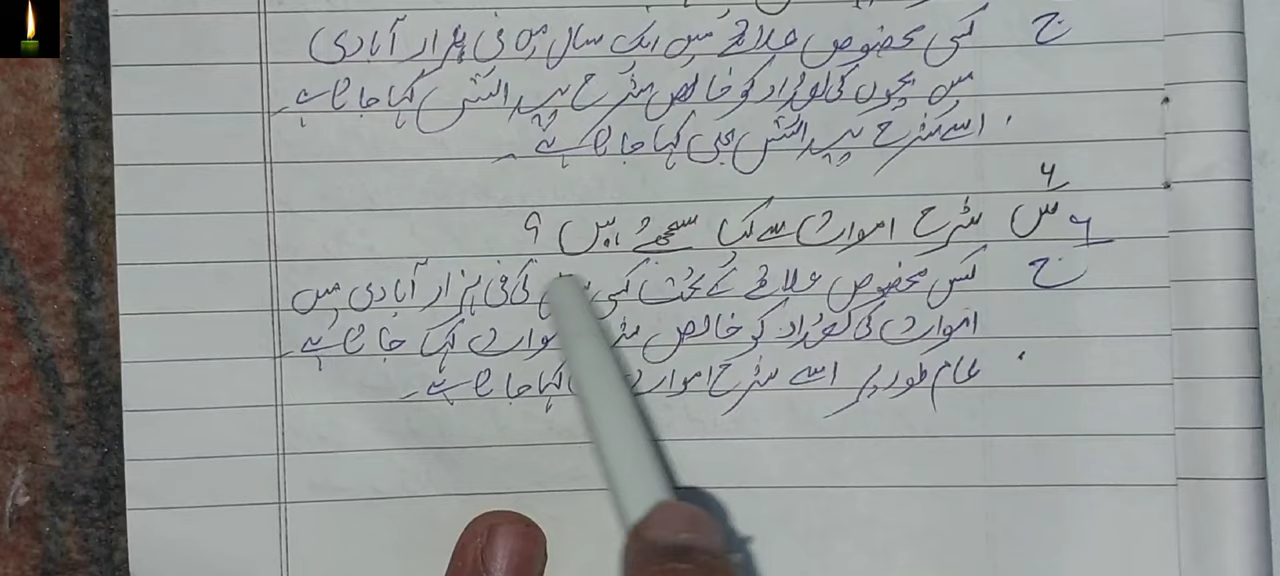 ج کسی مخصوص علاقے میں ایک سال میں فی ہزار آبادی
میں بچوں کی تعداد کو خالص شرح پیدائش کہا جاتا ہے۔
اسے شرح پیدائش بھی کہا جاتا ہے۔
۶
س ۶ شرح اموات سے کیا سمجھتے ہیں ؟
ج کسی مخصوص علاقے کے تحت کسی کی فی ہزار آبادی میں
اموات کی تعداد کو خالص اموات کہا جاتا ہے۔
عام طور پر اسے شرح اموات کہا جاتا ہے۔